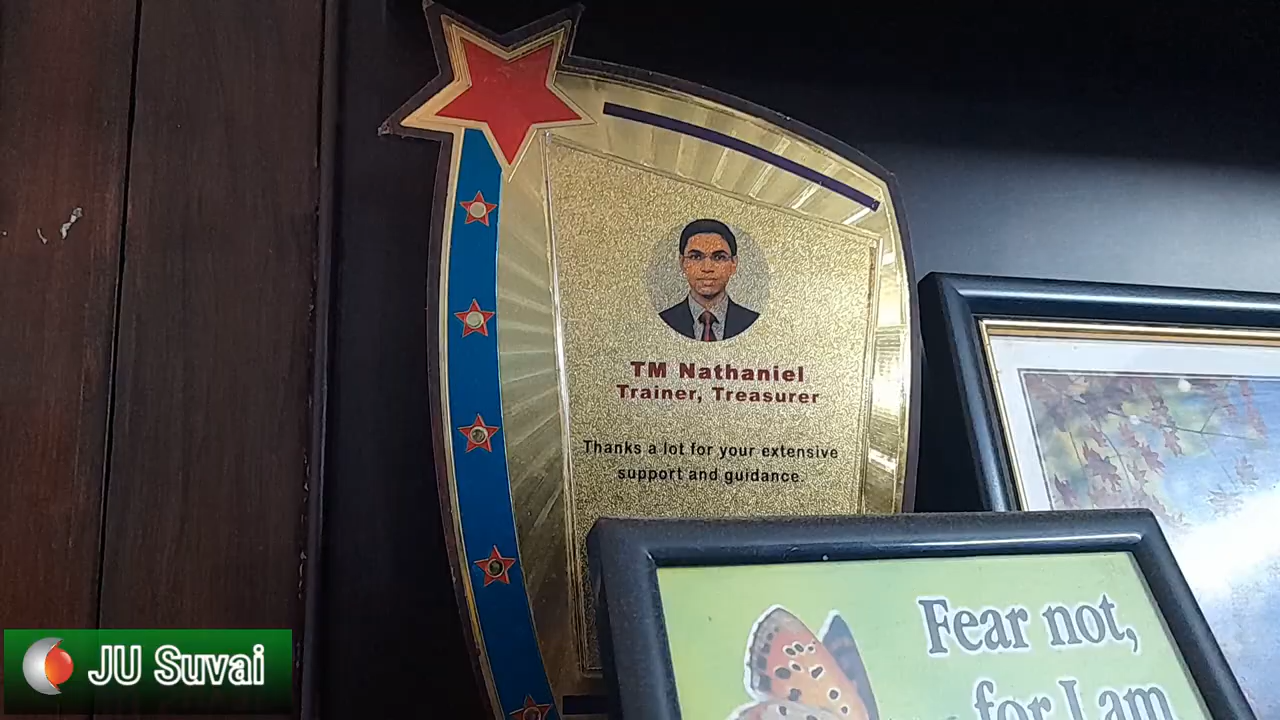 TM Nathaniel
Trainer, Treasurer
Thanks a lot for your extensive
support and guidance.
Fear not,
for I am
JU Suvai